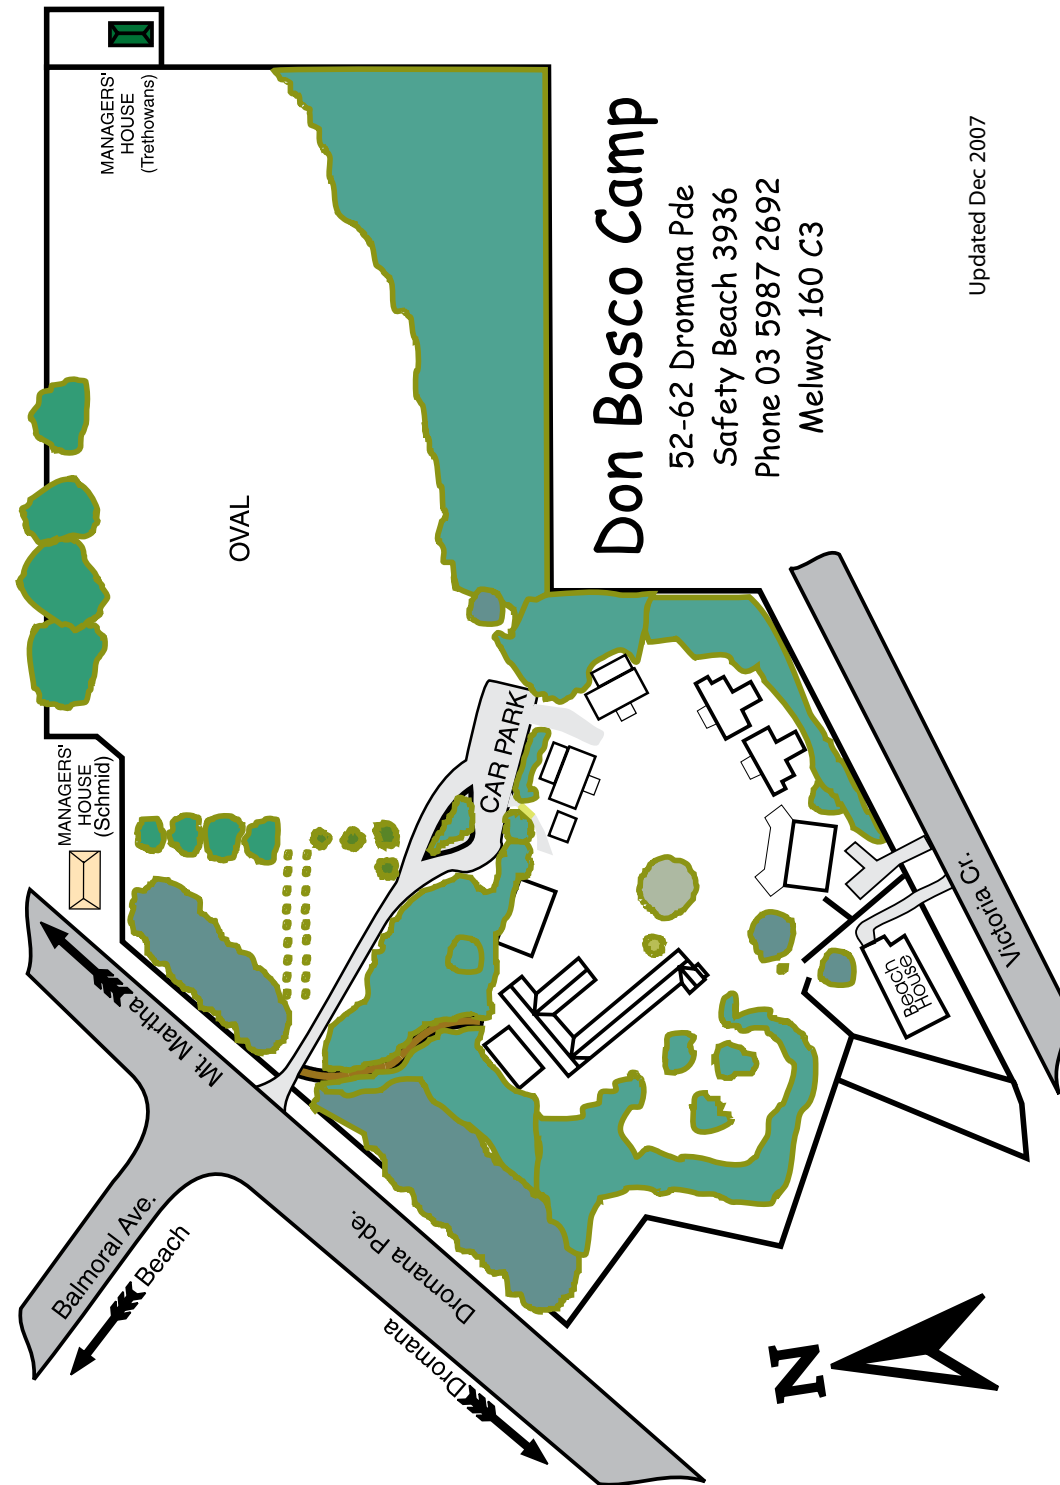 Don Bosco Camp
52-62 Dromana Pde
Safety Beach 3936
Phone 03 5987 2692
Melway 160 C3
Updated Dec 2007
MANAGERS'
HOUSE
(Trethowans)
OVAL
MANAGERS'
HOUSE
(Schmid)
CAR PARK
Mt. Martha
Balmoral Ave.
Beach
Dromana Pde.
Dromana
Beach
House
Victoria Cr.
N